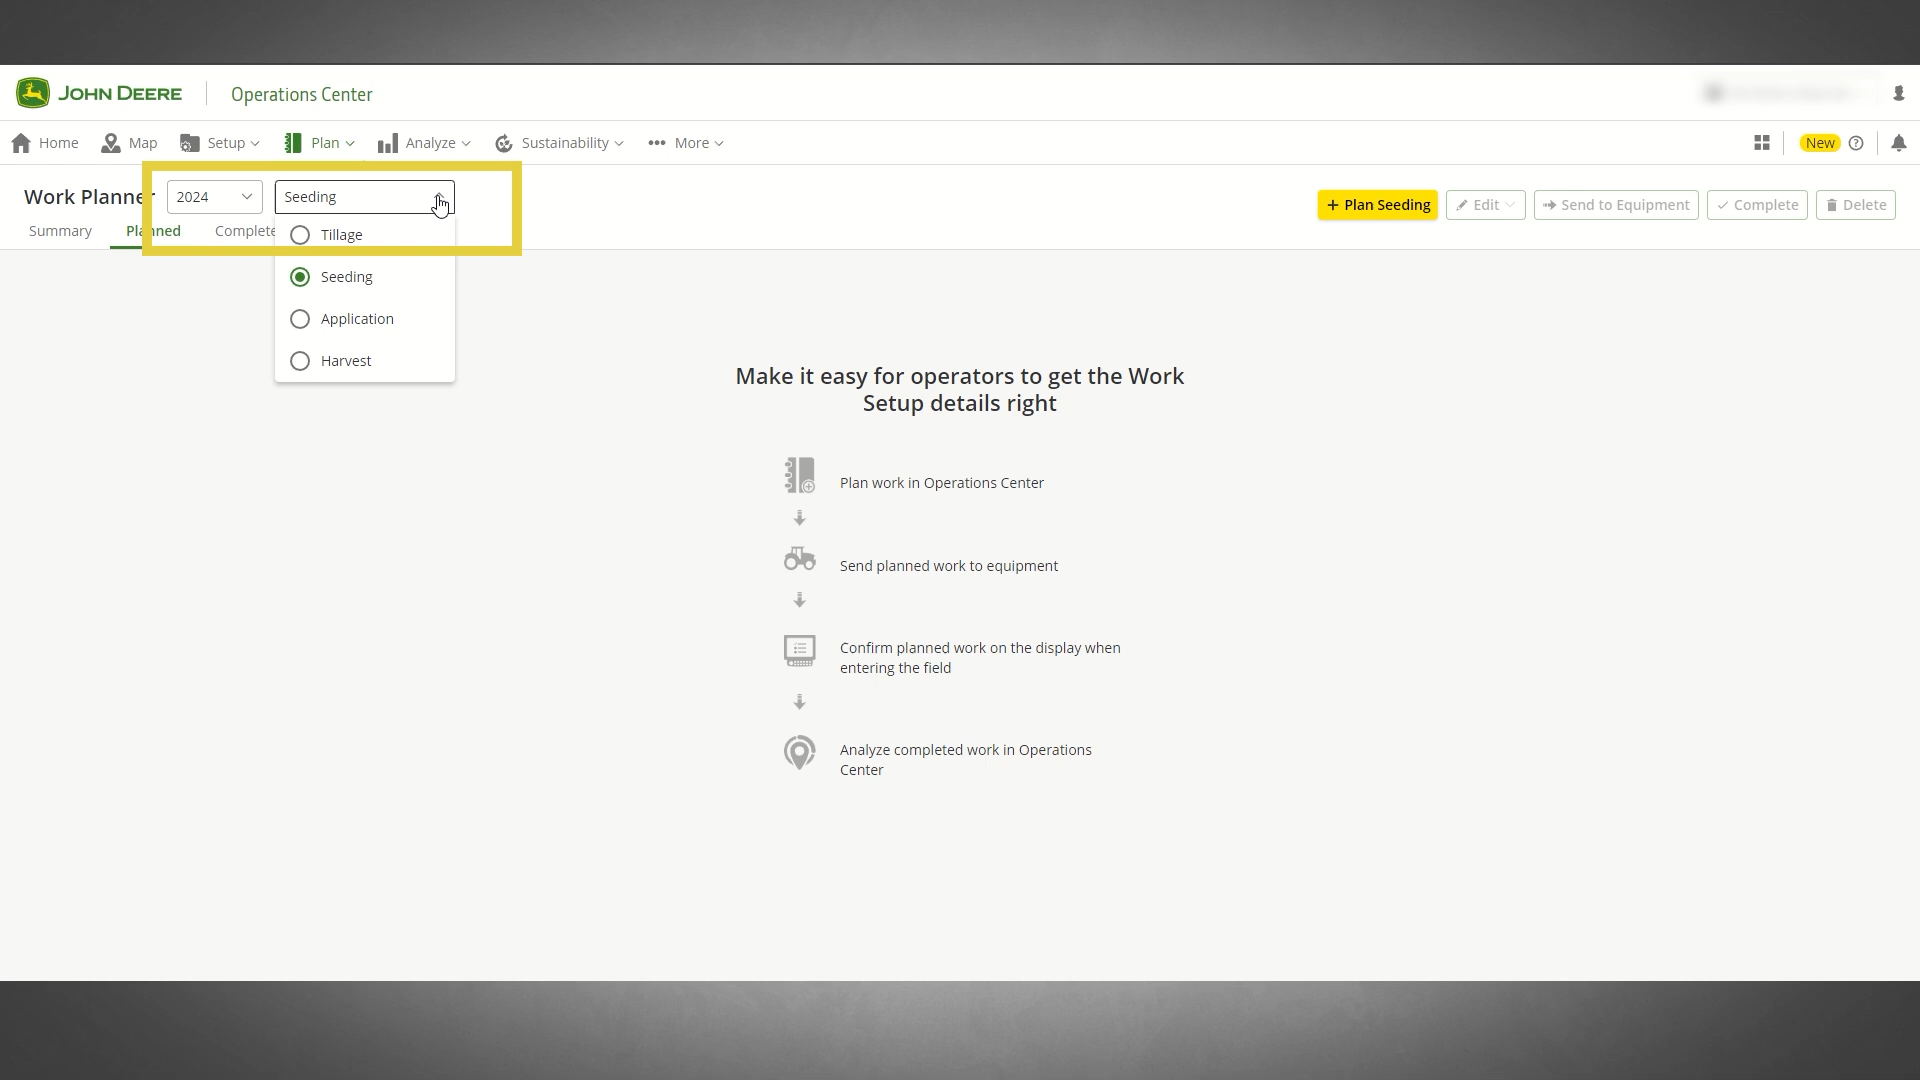 JOHN DEERE Operations Center
Home Map Setup Plan Analyze Sustainability More New
Work Planner 2024 Seeding
+ Plan Seeding Edit Send to Equipment Complete Delete
Summary Planned Complete
Tillage
Seeding
Application
Harvest
Make it easy for operators to get the Work
Setup details right
Plan work in Operations Center
Send planned work to equipment
Confirm planned work on the display when
entering the field
Analyze completed work in Operations
Center